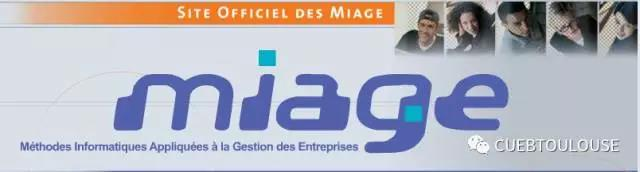 Site Officiel des Miage
miage
Méthodes Informatiques Appliquées à la Gestion des Entreprises
CUEBTOULOUSE